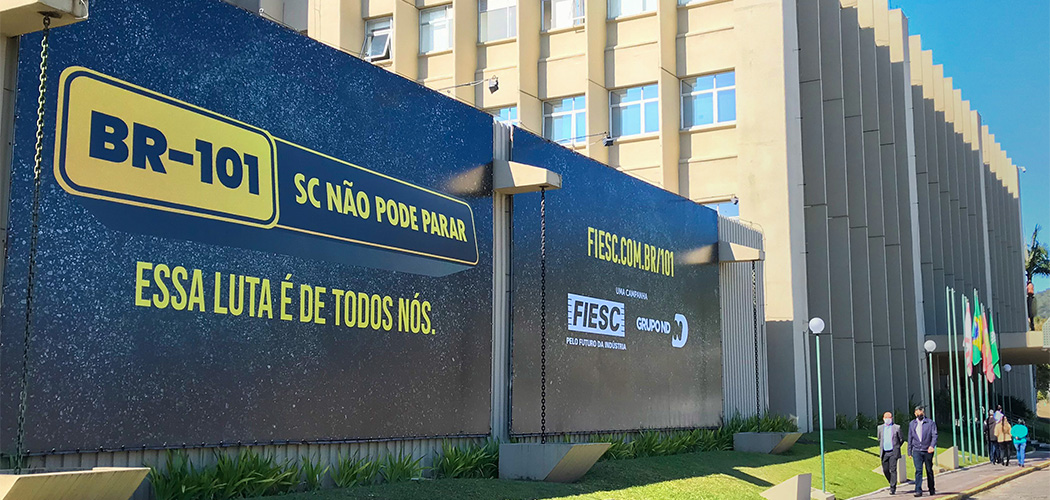 BR-101
SC NÃO PODE PARAR
ESSA LUTA É DE TODOS NÓS.
FIESC.COM.BR/101
UMA CAMPANHA
FIESC
PELO FUTURO DA INDÚSTRIA
GRUPO ND